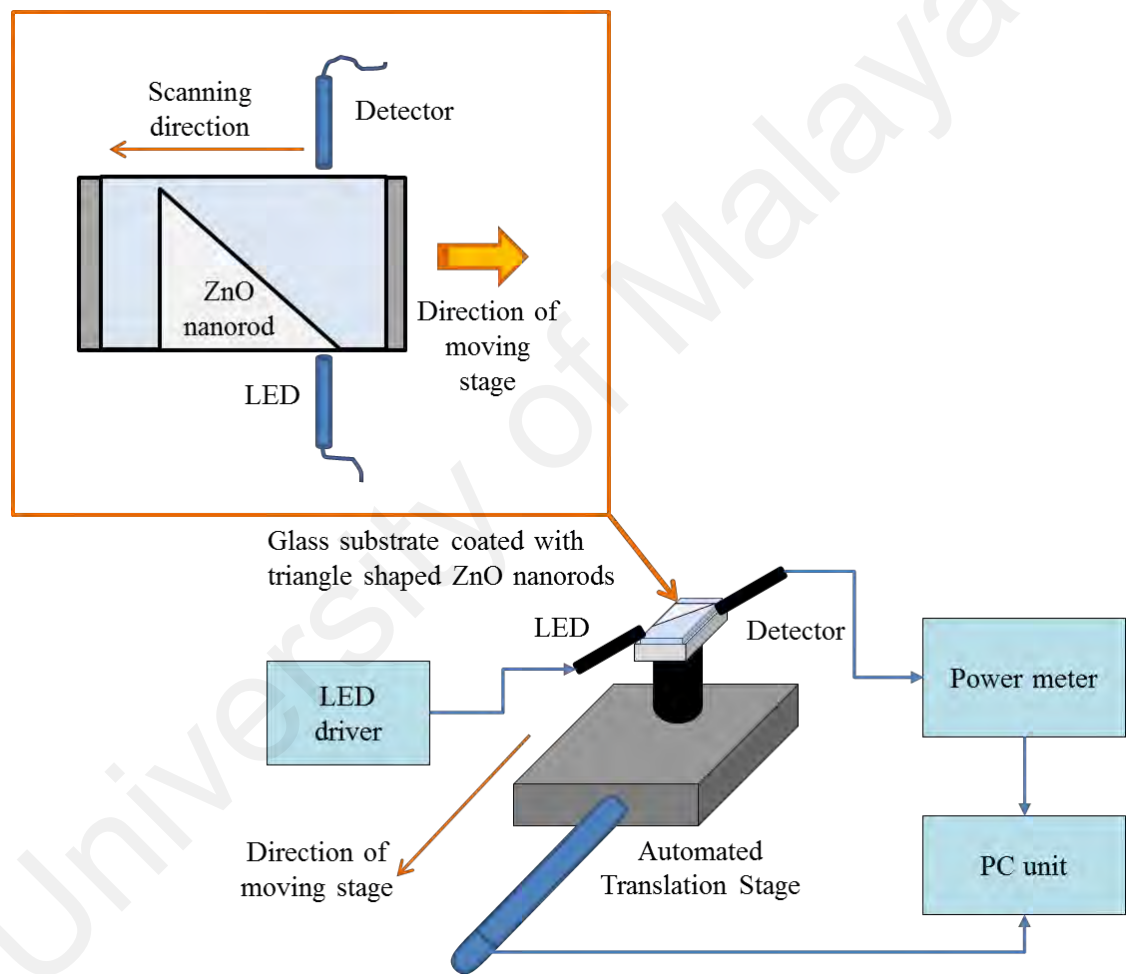 Scanning
direction
Detector
ZnO
nanorod
Direction of
moving
stage
LED
Glass substrate coated with
triangle shaped ZnO nanorods
LED
Detector
LED
driver
Power meter
Direction of
moving stage
Automated
Translation Stage
PC unit
University of Malaya